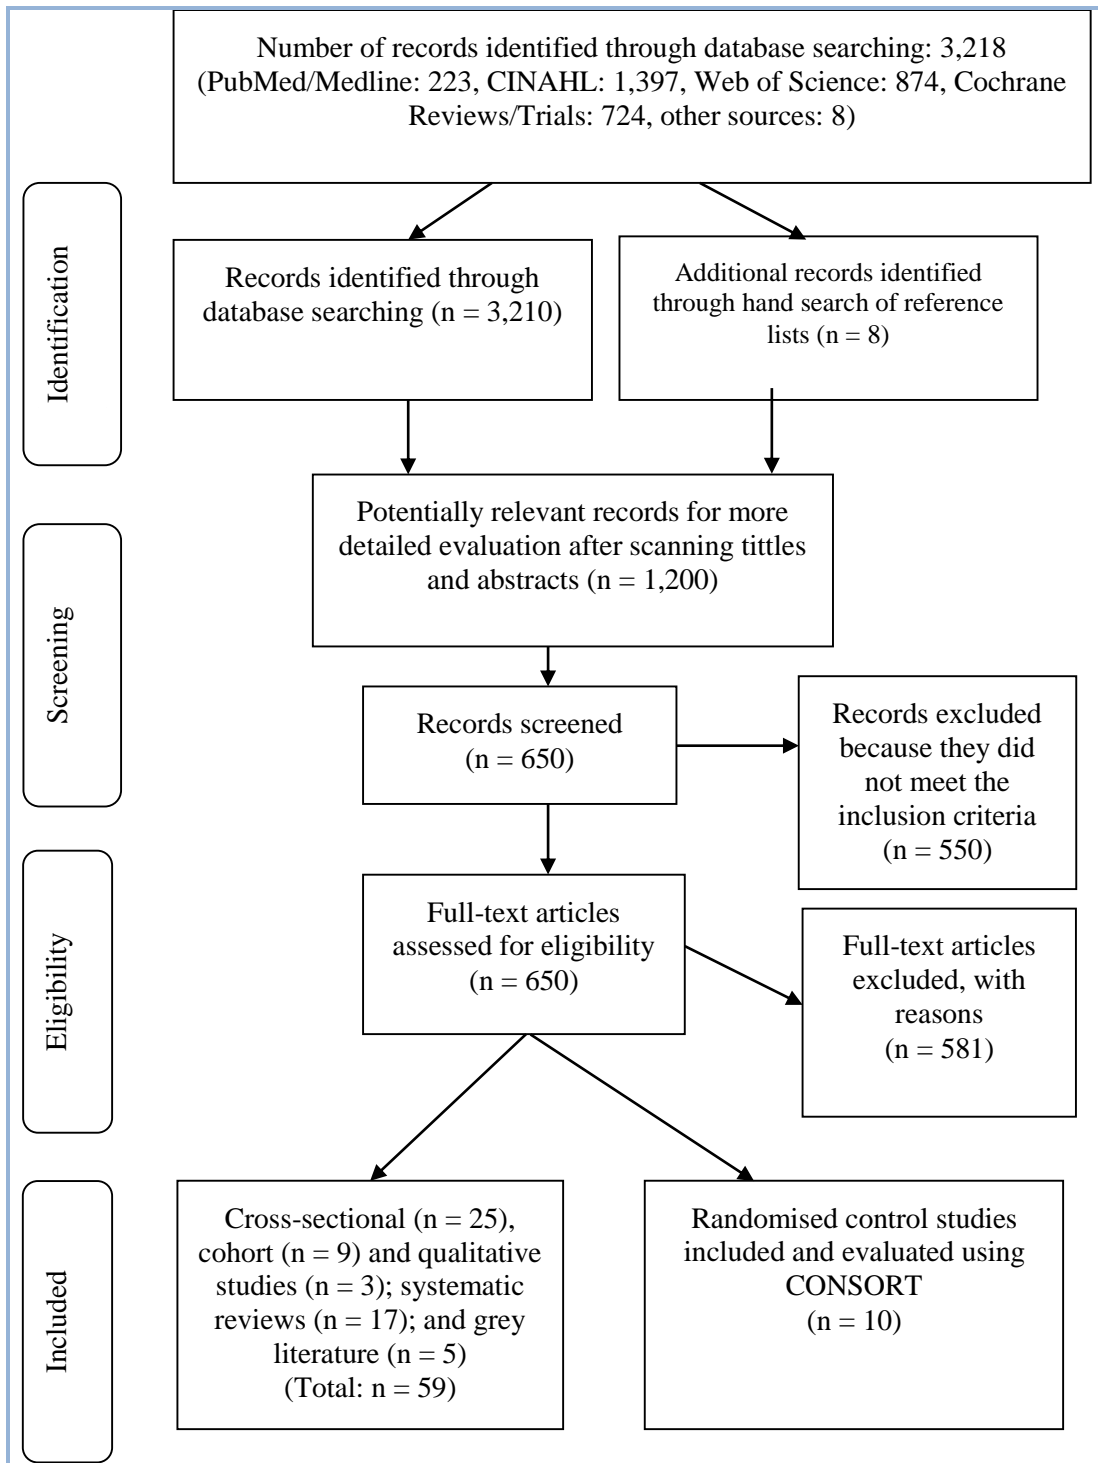 Number of records identified through database searching: 3,218
(PubMed/Medline: 223, CINAHL: 1,397, Web of Science: 874, Cochrane
Reviews/Trials: 724, other sources: 8)
Identification
Records identified through
database searching (n = 3,210)
Additional records identified
through hand search of reference
lists (n = 8)
Potentially relevant records for more
detailed evaluation after scanning tittles
and abstracts (n = 1,200)
Screening
Records screened
(n = 650)
Records excluded
because they did
not meet the
inclusion criteria
(n = 550)
Eligibility
Full-text articles
assessed for eligibility
(n = 650)
Full-text articles
excluded, with
reasons
(n = 581)
Included
Cross-sectional (n = 25),
cohort (n = 9) and qualitative
studies (n = 3); systematic
reviews (n = 17); and grey
literature (n = 5)
(Total: n = 59)
Randomised control studies
included and evaluated using
CONSORT
(n = 10)